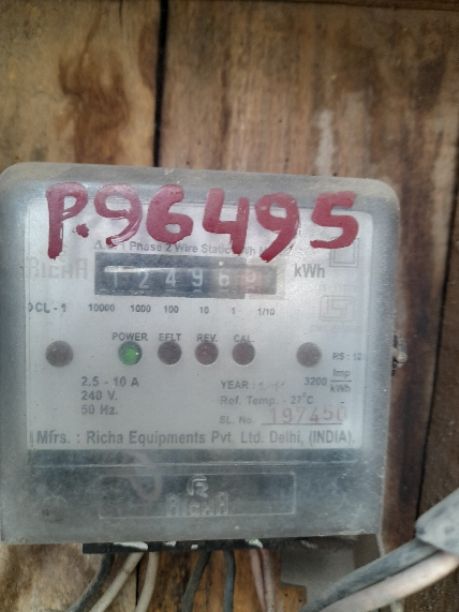 P.96495
1 Phase 2 Wire Static
RICHA
12496
kWh
CL - 1
10000 1000 100 10 1 1/10
POWER EFLT REV. CAL
2.5 - 10 A
240 V.
50 Hz.
YEAR :
3200 Imp/kWh
Ref. Temp. - 27°C
SL. No. 197450
Mfrs. : Richa Equipments Pvt. Ltd. Delhi, (INDIA).
RICHA